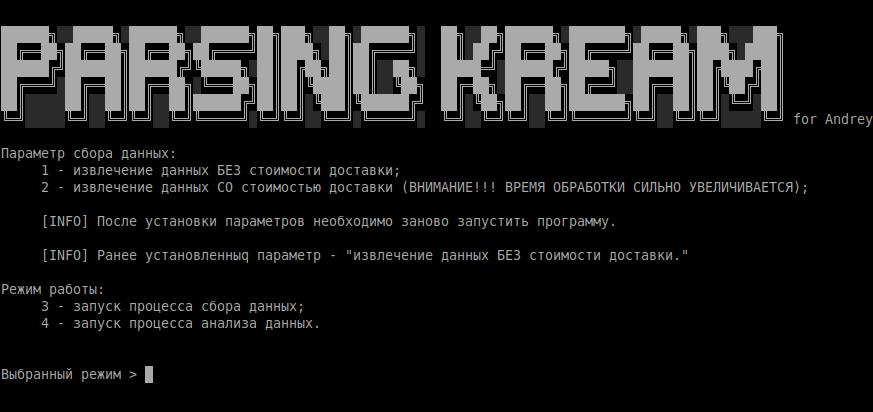 PARSING KREAM for Andrey
Параметр сбора данных:
1 - извлечение данных БЕЗ стоимости доставки;
2 - извлечение данных СО стоимостью доставки (ВНИМАНИЕ!!! ВРЕМЯ ОБРАБОТКИ СИЛЬНО УВЕЛИЧИВАЕТСЯ);
[INFO] После установки параметров необходимо заново запустить программу.
[INFO] Ранее установленныq параметр - "извлечение данных БЕЗ стоимости доставки."
Режим работы:
3 - запуск процесса сбора данных;
4 - запуск процесса анализа данных.
Выбранный режим >